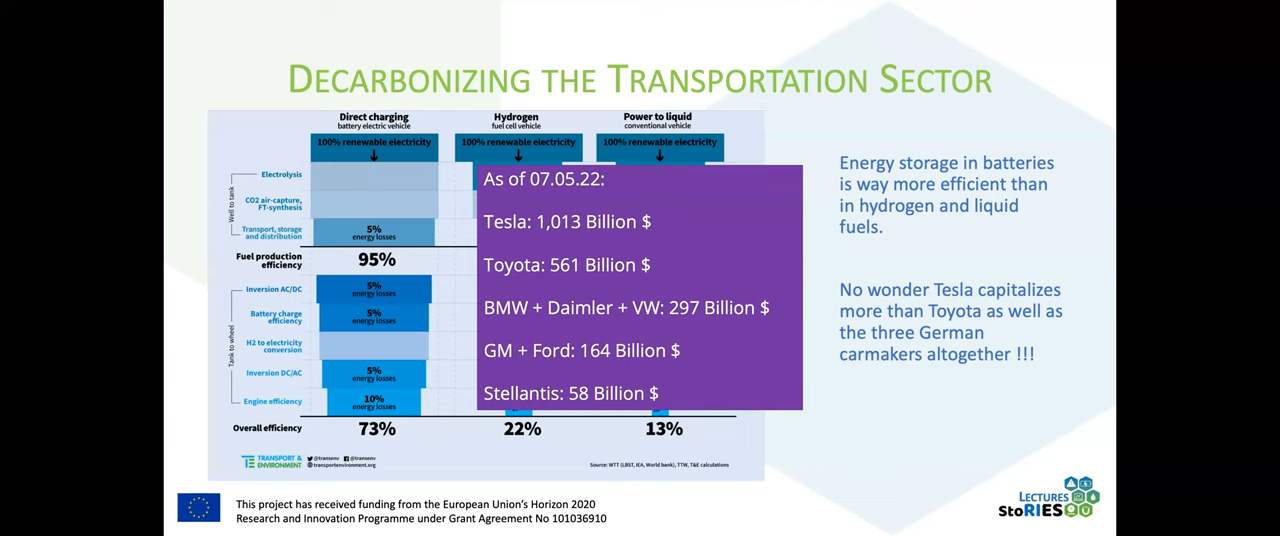 DECARBONIZING THE TRANSPORTATION SECTOR
Direct charging
battery electric vehicle
Hydrogen
fuel cell vehicle
Power to liquid
conventional vehicle
100% renewable electricity
100% renewable electricity
100% renewable electricity
Well to tank
Electrolysis
CO2 air-capture,
FT-synthesis
Transport, storage
and distribution
5%
energy losses
Fuel production
efficiency
95%
Tank to wheel
Inversion AC/DC
5%
energy losses
Battery charge
efficiency
5%
energy losses
H2 to electricity
conversion
Inversion DC/AC
5%
energy losses
Engine efficiency
10%
energy losses
Overall efficiency
73%
22%
13%
TE TRANSPORT &
ENVIRONMENT
@transenv @transenv
transportenvironment.org
Source: WTT (LBST, IEA, World bank), TTW, T&E calculations
As of 07.05.22:
Tesla: 1,013 Billion $
Toyota: 561 Billion $
BMW + Daimler + VW: 297 Billion $
GM + Ford: 164 Billion $
Stellantis: 58 Billion $
Energy storage in batteries
is way more efficient than
in hydrogen and liquid
fuels.
No wonder Tesla capitalizes
more than Toyota as well as
the three German
carmakers altogether !!!
This project has received funding from the European Union's Horizon 2020
Research and Innovation Programme under Grant Agreement No 101036910
LECTURES
StoRIES